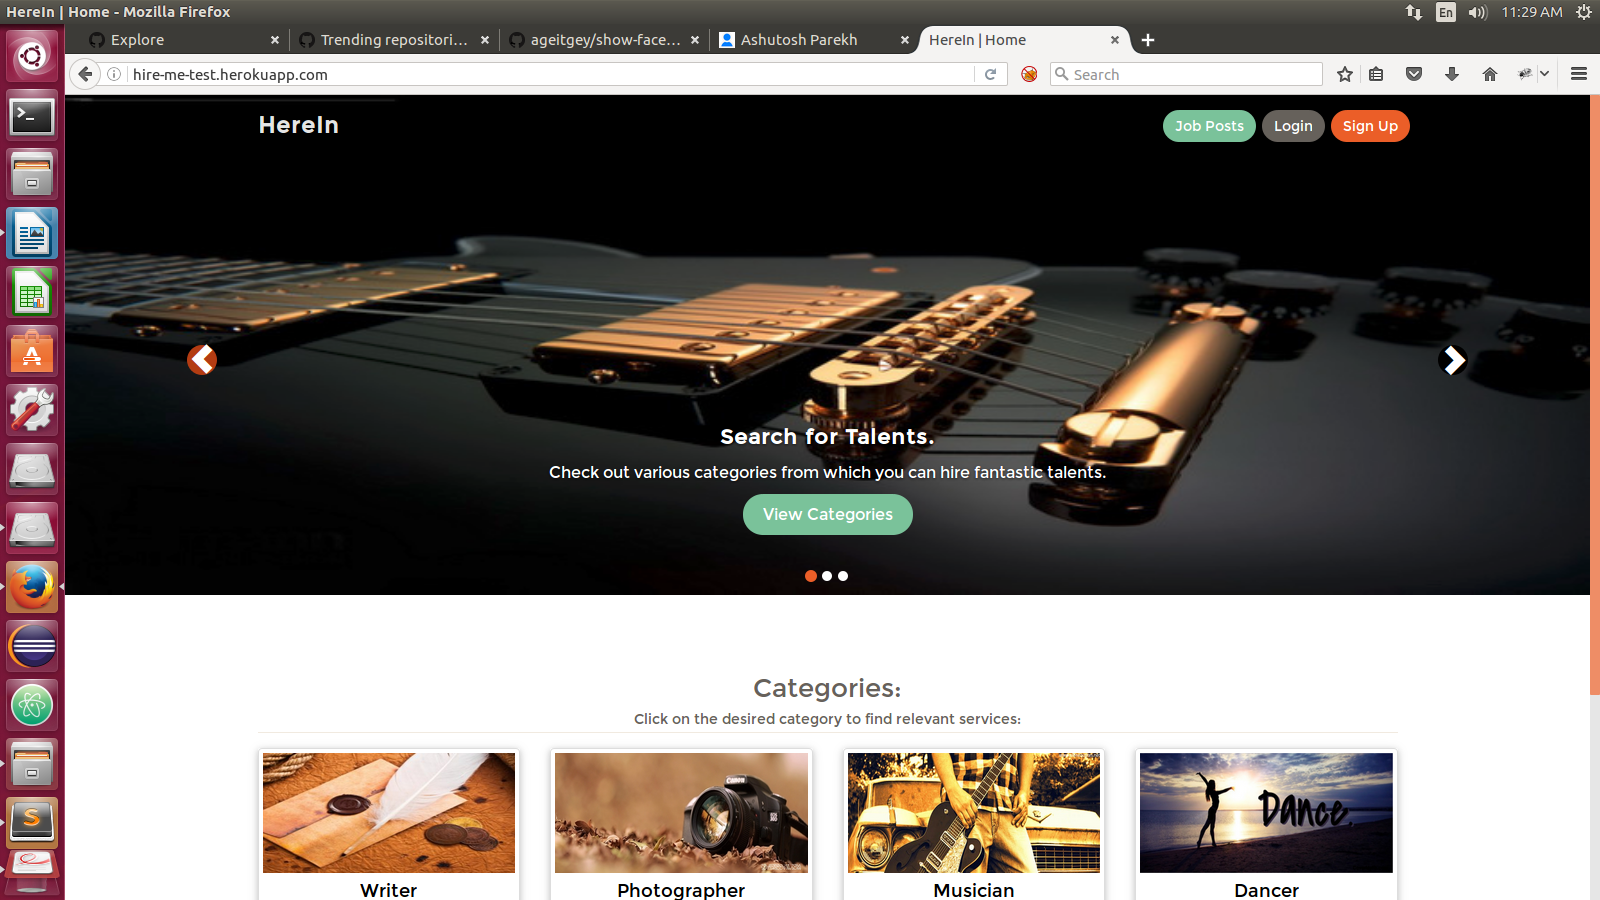 HereIn | Home - Mozilla Firefox
En
11:29 AM
Explore
Trending repositori...
ageitgey/show-face...
Ashutosh Parekh
HereIn | Home
hire-me-test.herokuapp.com
Search
HereIn
Job Posts
Login
Sign Up
Search for Talents.
Check out various categories from which you can hire fantastic talents.
View Categories
Categories:
Click on the desired category to find relevant services:
Canon
Dance.
Writer
Photographer
Musician
Dancer